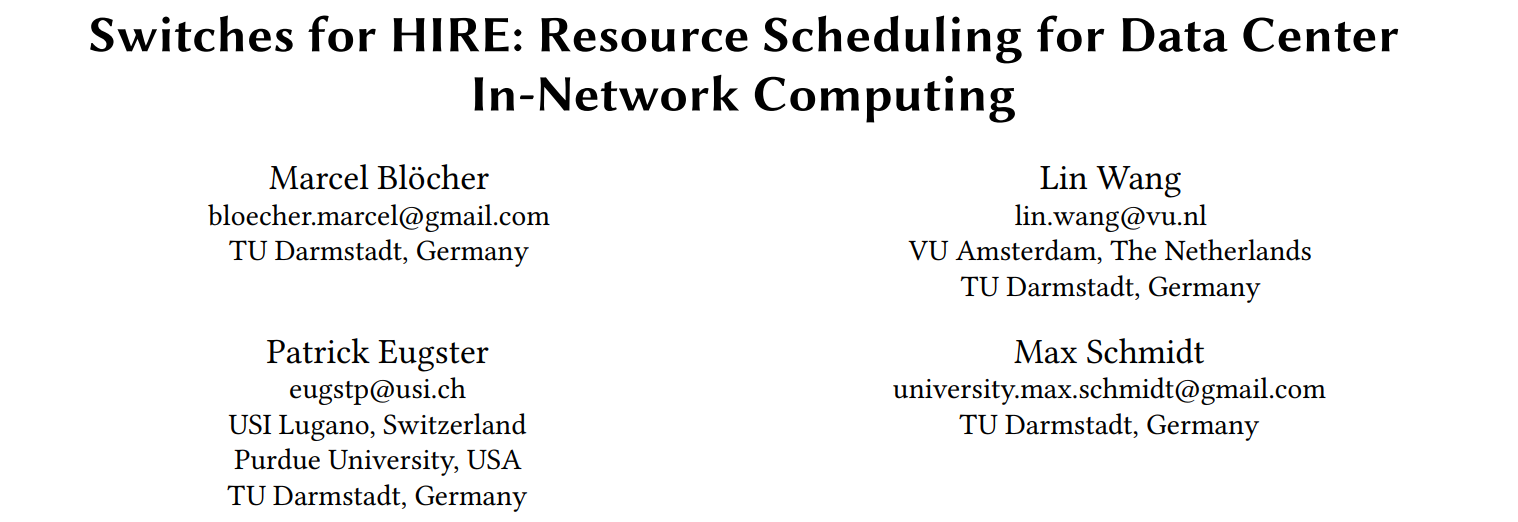 Switches for HIRE: Resource Scheduling for Data Center
In-Network Computing
Marcel Blöcher
bloecher.marcel@gmail.com
TU Darmstadt, Germany
Lin Wang
lin.wang@vu.nl
VU Amsterdam, The Netherlands
TU Darmstadt, Germany
Patrick Eugster
eugstp@usi.ch
USI Lugano, Switzerland
Purdue University, USA
TU Darmstadt, Germany
Max Schmidt
university.max.schmidt@gmail.com
TU Darmstadt, Germany